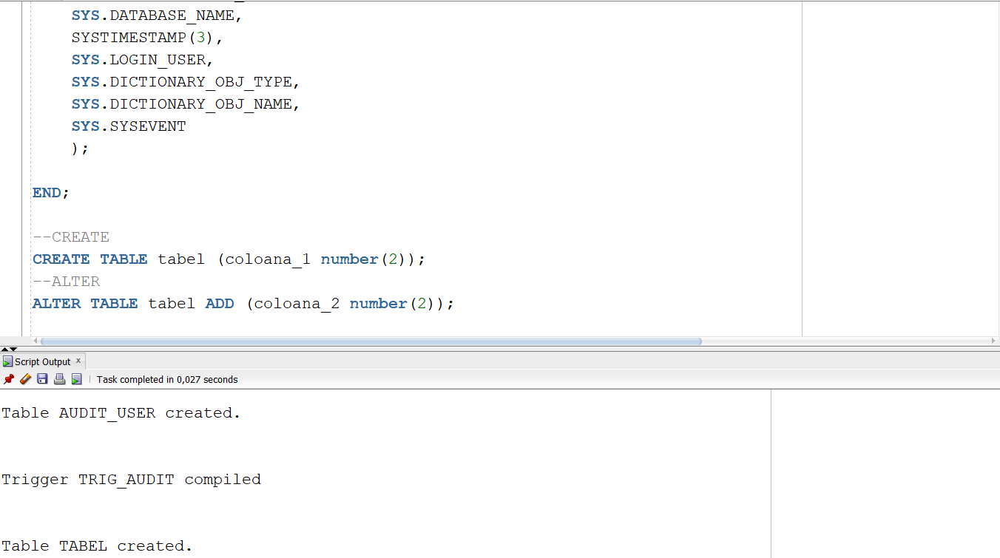 SYS.DATABASE_NAME,
SYSTIMESTAMP(3),
SYS.LOGIN_USER,
SYS.DICTIONARY_OBJ_TYPE,
SYS.DICTIONARY_OBJ_NAME,
SYS.SYSEVENT
);
END;
--CREATE
CREATE TABLE tabel (coloana_1 number(2));
--ALTER
ALTER TABLE tabel ADD (coloana_2 number(2));
Script Output x
Task completed in 0,027 seconds
Table AUDIT_USER created.
Trigger TRIG_AUDIT compiled
Table TABEL created.